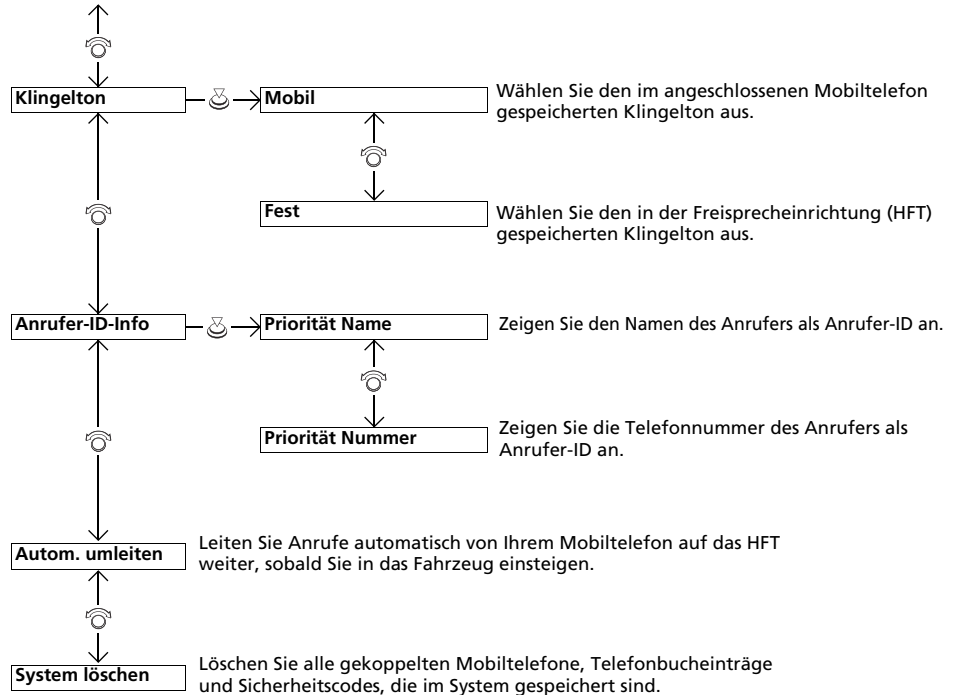 Klingelton
Mobil
Wählen Sie den im angeschlossenen Mobiltelefon
gespeicherten Klingelton aus.
Fest
Wählen Sie den in der Freisprecheinrichtung (HFT)
gespeicherten Klingelton aus.
Anrufer-ID-Info
Priorität Name
Zeigen Sie den Namen des Anrufers als Anrufer-ID an.
Priorität Nummer
Zeigen Sie die Telefonnummer des Anrufers als
Anrufer-ID an.
Autom. umleiten
Leiten Sie Anrufe automatisch von Ihrem Mobiltelefon auf das HFT
weiter, sobald Sie in das Fahrzeug einsteigen.
System löschen
Löschen Sie alle gekoppelten Mobiltelefone, Telefonbucheinträge
und Sicherheitscodes, die im System gespeichert sind.